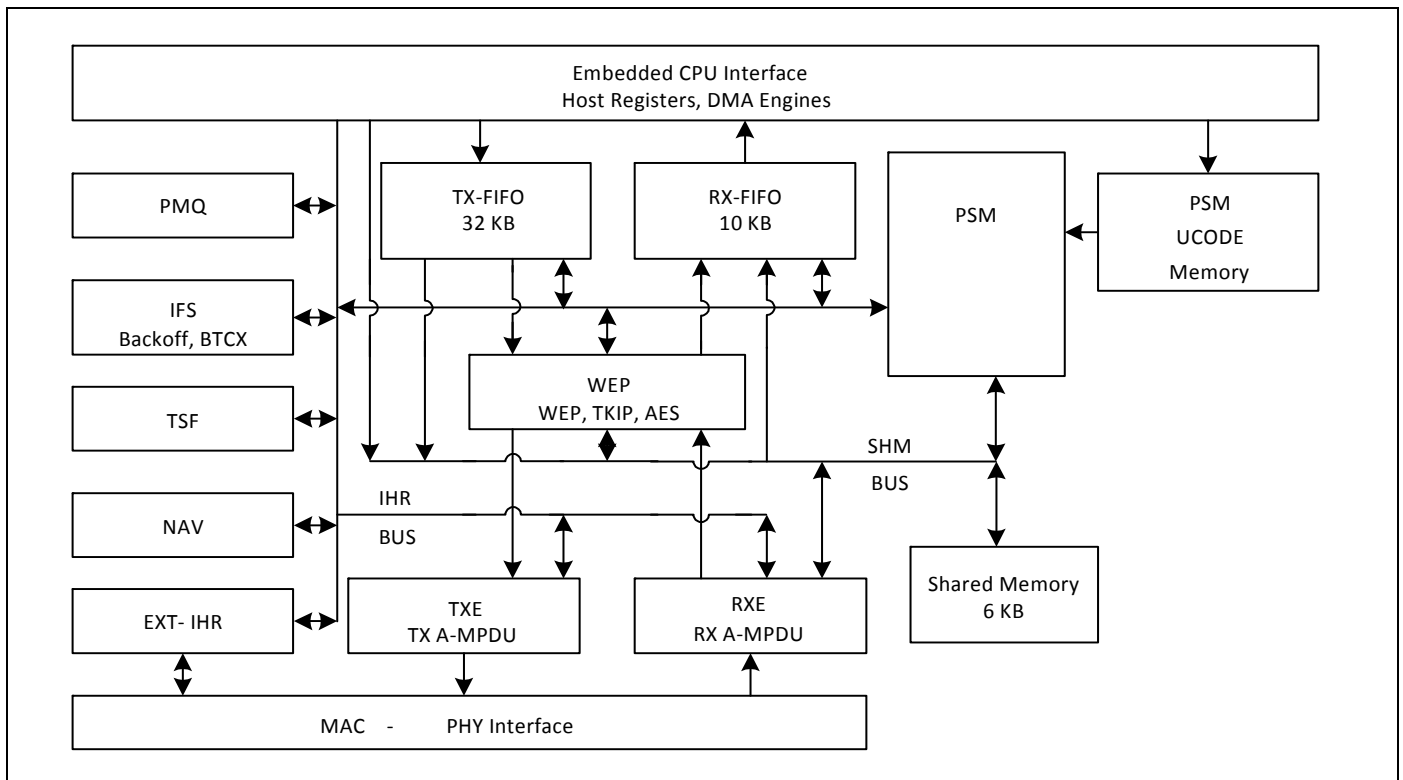 Embedded CPU Interface
Host Registers, DMA Engines
PMQ
TX-FIFO
32 KB
RX-FIFO
10 KB
PSM
PSM
UCODE
Memory
IFS
Backoff, BTCX
WEP
WEP, TKIP, AES
TSF
SHM
BUS
IHR
BUS
NAV
EXT- IHR
TXE
TX A-MPDU
RXE
RX A-MPDU
Shared Memory
6 KB
MAC - PHY Interface